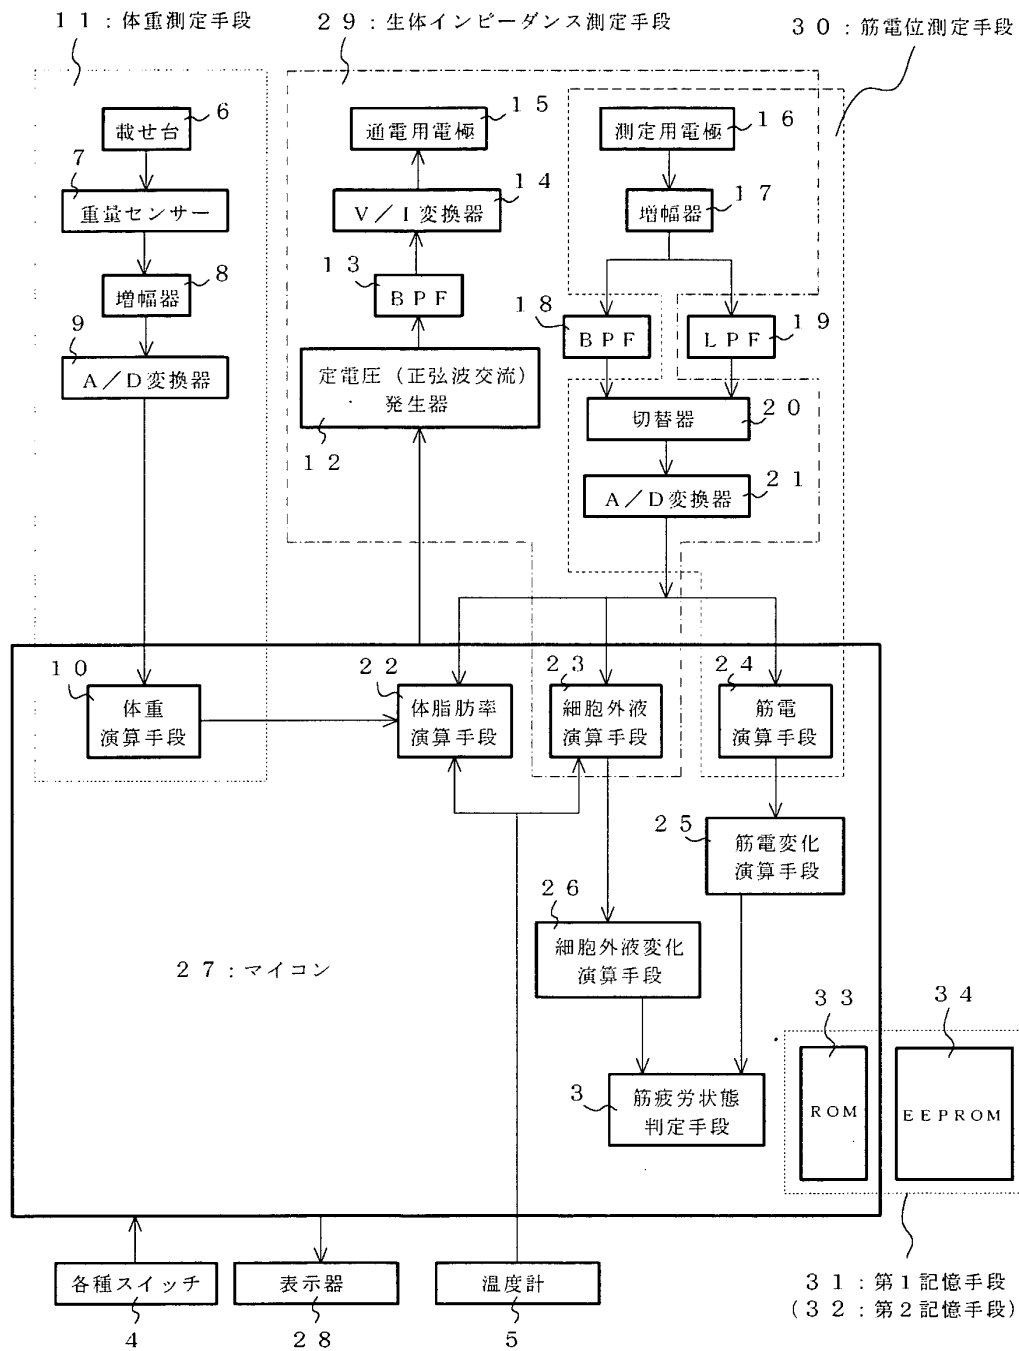 11：体重測定手段
29：生体インピーダンス測定手段
30：筋電位測定手段
6
載せ台
7
重量センサー
8
増幅器
9
A／D変換器
15
通電用電極
14
V／I変換器
13
BPF
定電圧（正弦波交流）
発生器
12
16
測定用電極
17
増幅器
18
BPF
19
LPF
20
切替器
21
A／D変換器
10
体重
演算手段
22
体脂肪率
演算手段
23
細胞外液
演算手段
24
筋電
演算手段
25
筋電変化
演算手段
26
細胞外液変化
演算手段
27：マイコン
3
筋疲労状態
判定手段
33
ROM
34
EEPROM
各種スイッチ
4
表示器
28
温度計
5
31：第1記憶手段
(32：第2記憶手段)